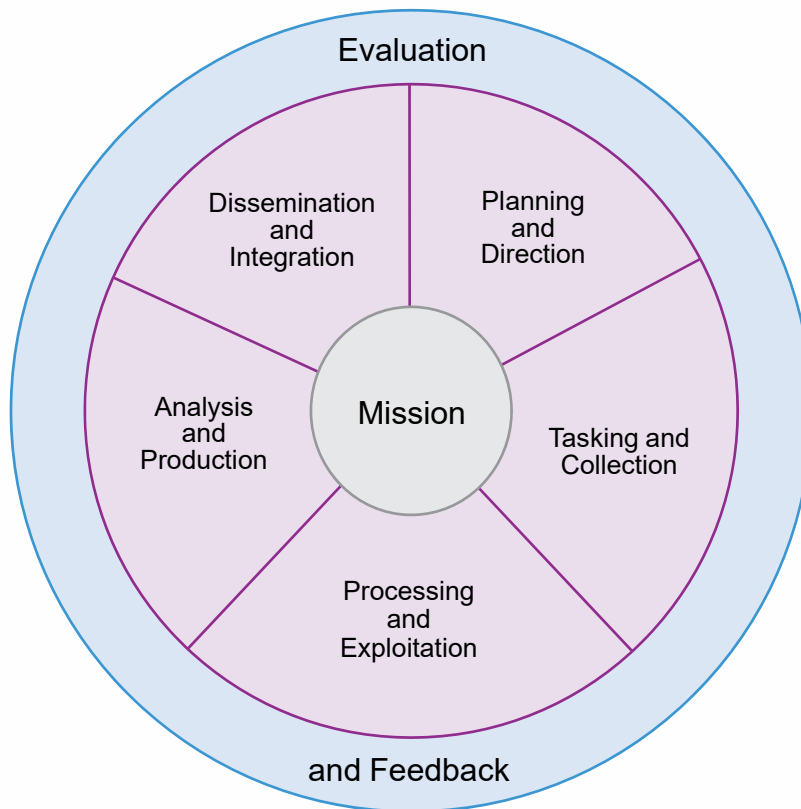 Evaluation
Dissemination
and
Integration
Planning
and
Direction
Analysis
and
Production
Mission
Tasking and
Collection
Processing
and
Exploitation
and Feedback